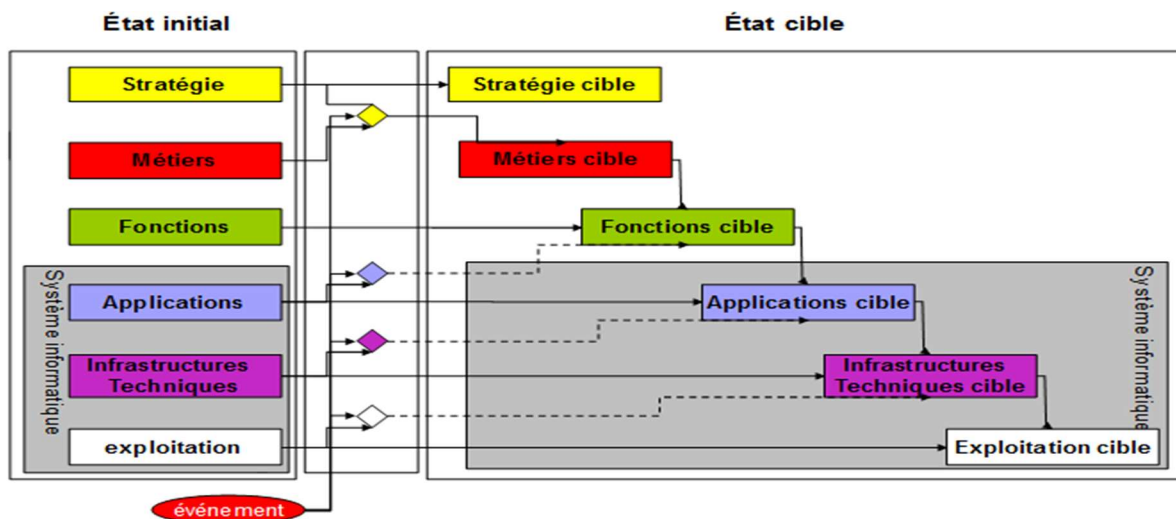 État initial
État cible
Stratégie
Stratégie cible
Métiers
Métiers cible
Fonctions
Fonctions cible
Système informatique
Applications
Applications cible
Système informatique
Infrastructures
Techniques
Infrastructures
Techniques cible
exploitation
Exploitation cible
événement